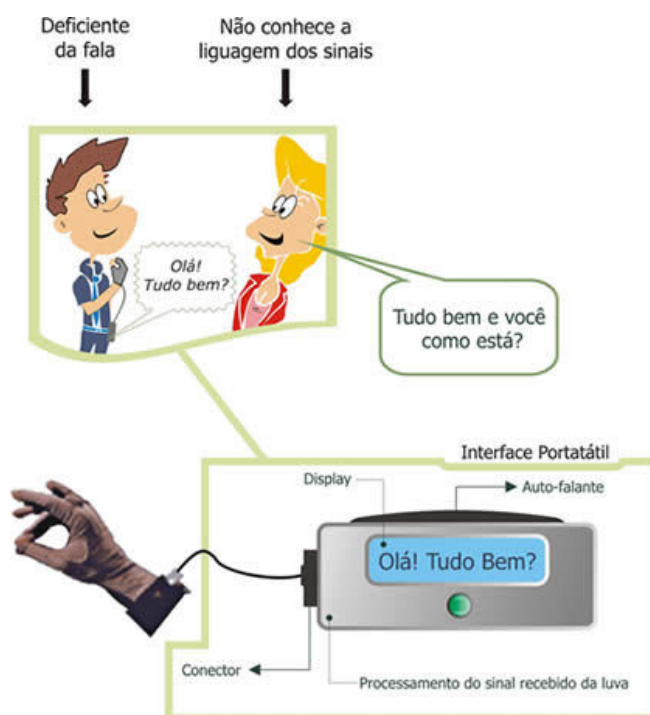 Deficiente
da fala
Não conhece a
liguagem dos sinais
Olá!
Tudo bem?
Tudo bem e você
como está?
Interface Portatátil
Display
Auto-falante
Olá! Tudo Bem?
Conector
Processamento do sinal recebido da luva